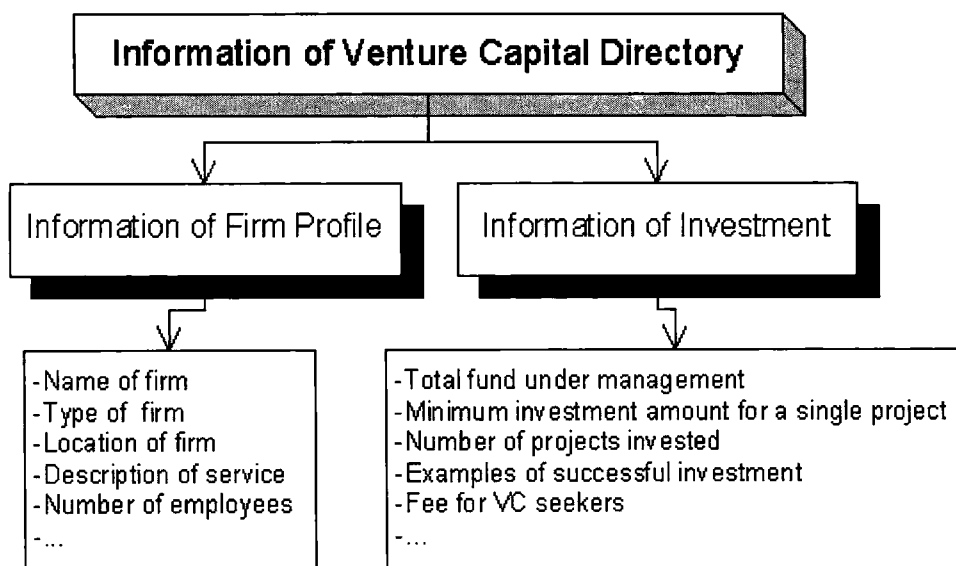 Information of Venture Capital Directory
Information of Firm Profile
Information of Investment
-Name of firm
-Type of firm
-Location of firm
-Description of service
-Number of employees
-...
-Total fund under management
-Minimum investment amount for a single project
-Number of projects invested
-Examples of successful investment
-Fee for VC seekers
-...